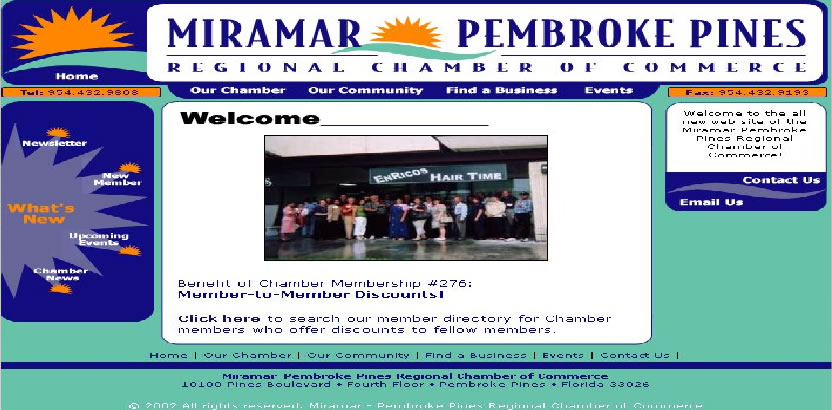 MIRAMAR PEMBROKE PINES
REGIONAL CHAMBER OF COMMERCE
Home
Our Chamber Our Community Find a Business Events
Tel: 954.432.9808
Fax: 954.432.9193
Newsletter
New
Member
What's
New
Upcoming
Events
Chamber
News
Welcome
ENRICOS HAIR TIME
Benefit of Chamber Membership #276:
Member-to-Member Discounts!
Click here to search our member directory for Chamber
members who offer discounts to fellow members.
Welcome to the all
new web site of the
Miramar Pembroke
Pines Regional
Chamber of
Commerce!
Contact Us
Email Us
Home | Our Chamber | Our Community | Find a Business | Events | Contact Us |
Miramar Pembroke Pines Regional Chamber of Commerce
10100 Pines Boulevard • Fourth Floor • Pembroke Pines • Florida 33026
© 2002 All rights reserved. Miramar - Pembroke Pines Regional Chamber of Commerce